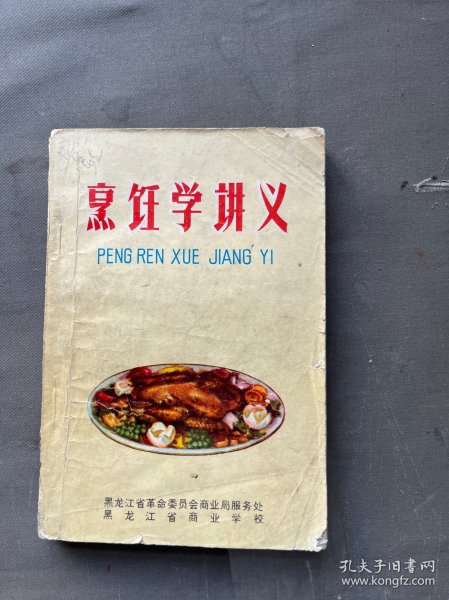 烹饪学讲义
PENG REN XUE JIANG YI
黑龙江省革命委员会商业局服务处
黑龙江省商业学校
孔夫子旧书网
www.kongfz.com